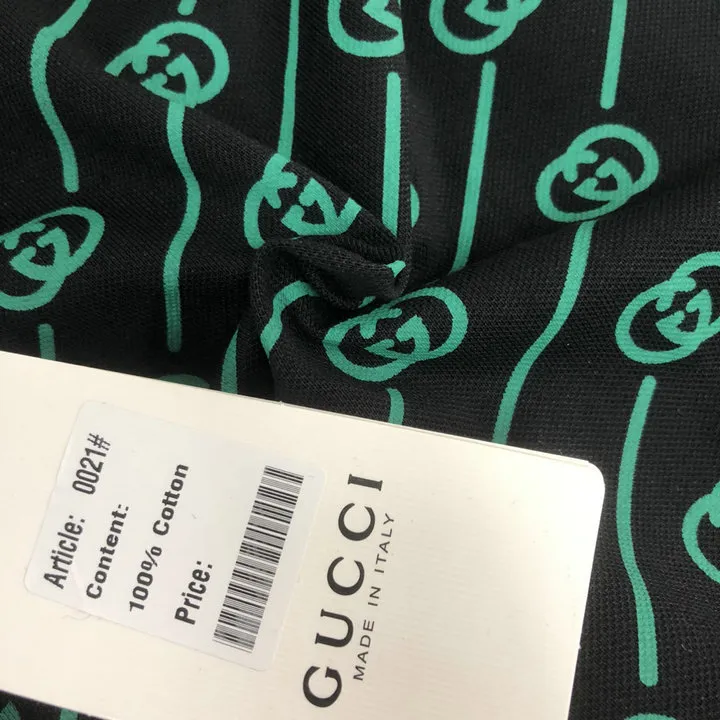 Article: 0021#
Content:
100% Cotton
Price:
GUCCI
MADE IN ITALY